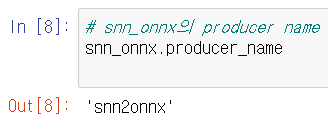 In [8]: # snn_onnx의 producer name
snn_onnx.producer_name
Out[8]: 'snn2onnx'